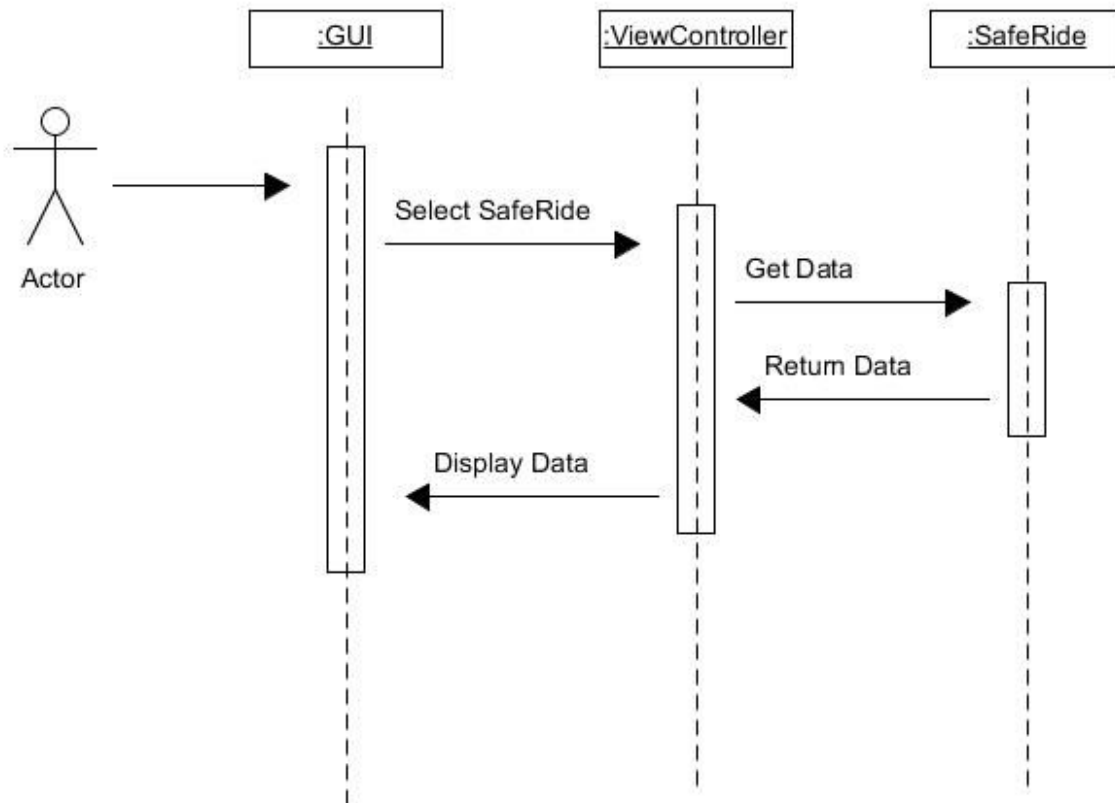 :GUI
:ViewController
:SafeRide
Select SafeRide
Actor
Get Data
Return Data
Display Data